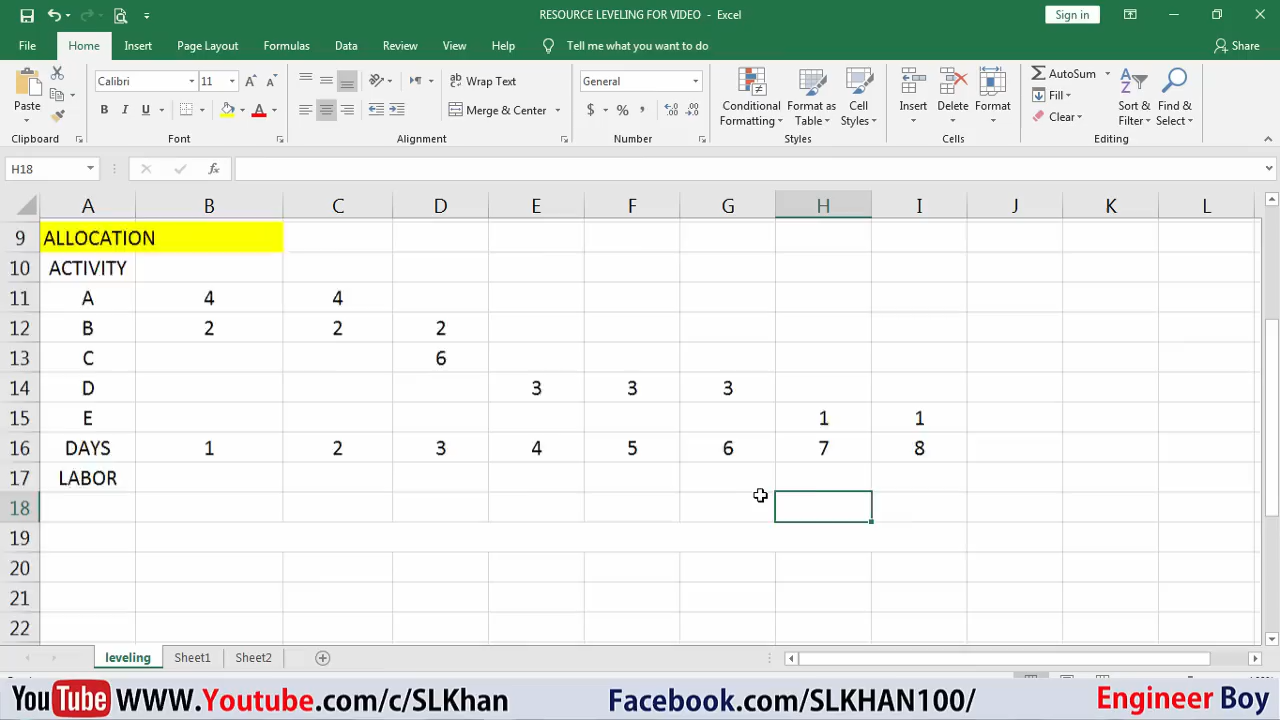 RESOURCE LEVELING FOR VIDEO - Excel
Sign in
File Home Insert Page Layout Formulas Data Review View Help Tell me what you want to do Share
Paste Calibri 11 Wrap Text General Conditional Formatting Format as Table Cell Styles Insert Delete Format AutoSum Sort & Filter Find & Select
B I U A Merge & Center $ % Fill
Clear
Clipboard Font Alignment Number Styles Cells Editing
H18 fx
A B C D E F G H I J K L
9 ALLOCATION
10 ACTIVITY
11 A 4 4
12 B 2 2 2
13 C 6
14 D 3 3 3
15 E 1 1
16 DAYS 1 2 3 4 5 6 7 8
17 LABOR
18
19
20
21
22
leveling Sheet1 Sheet2
YouTube WWW.Youtube.com/c/SLKhan Facebook.com/SLKHAN100/ Engineer Boy